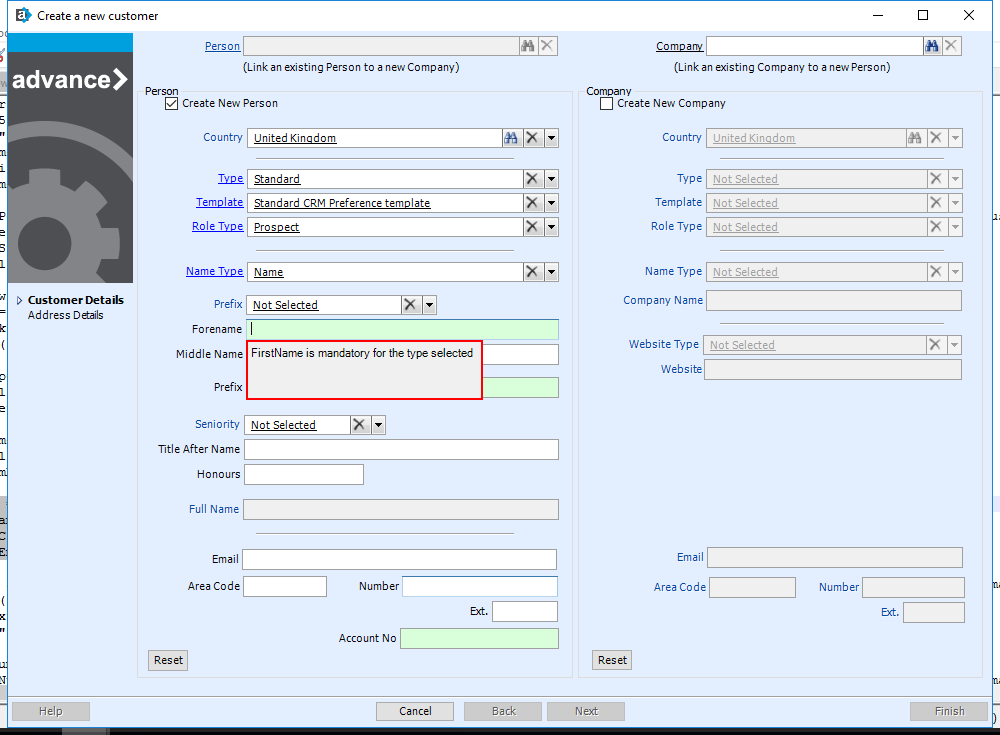 Create a new customer
advance
Customer Details
Address Details
Person
(Link an existing Person to a new Company)
Company
(Link an existing Company to a new Person)
Person
Create New Person
Country United Kingdom
Type Standard
Template Standard CRM Preference template
Role Type Prospect
Name Type Name
Prefix Not Selected
Forename
FirstName is mandatory for the type selected
Middle Name
Prefix
Seniority Not Selected
Title After Name
Honours
Full Name
Email
Area Code Number
Ext.
Account No
Reset
Company
Create New Company
Country United Kingdom
Type Not Selected
Template Not Selected
Role Type Not Selected
Name Type Not Selected
Company Name
Website Type Not Selected
Website
Email
Area Code Number
Ext.
Reset
Help Cancel Back Next Finish